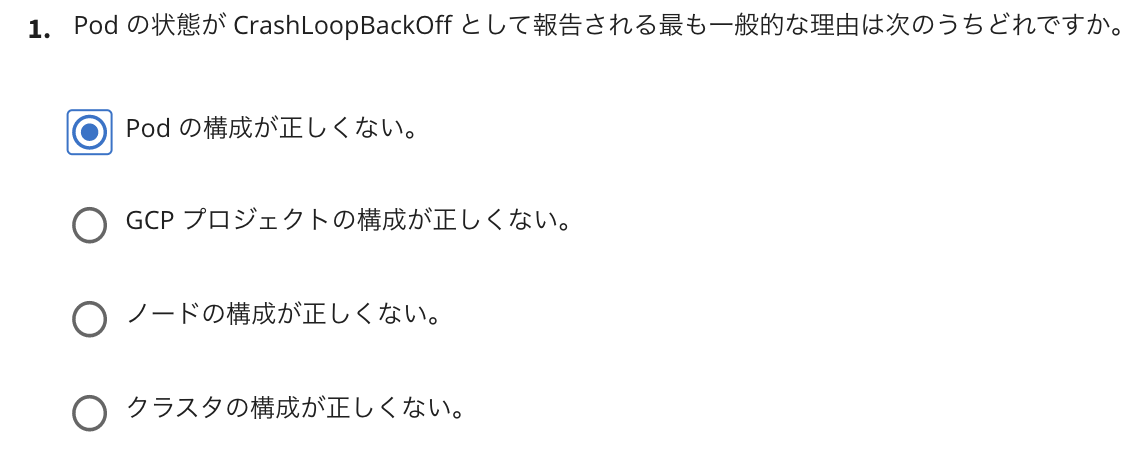 1. Pod の状態が CrashLoopBackOff として報告される最も一般的な理由は次のうちどれですか。
Pod の構成が正しくない。
GCP プロジェクトの構成が正しくない。
ノードの構成が正しくない。
クラスタの構成が正しくない。